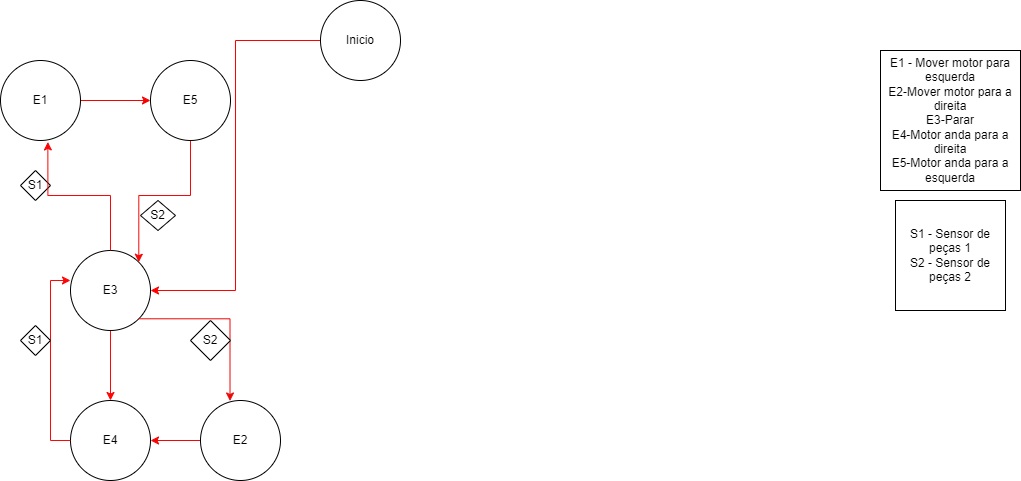 Inicio
E1
E5
S1
S2
E3
S1
S2
E4
E2
E1 - Mover motor para
esquerda
E2-Mover motor para a
direita
E3-Parar
E4-Motor anda para a
direita
E5-Motor anda para a
esquerda
S1 - Sensor de
peças 1
S2 - Sensor de
peças 2